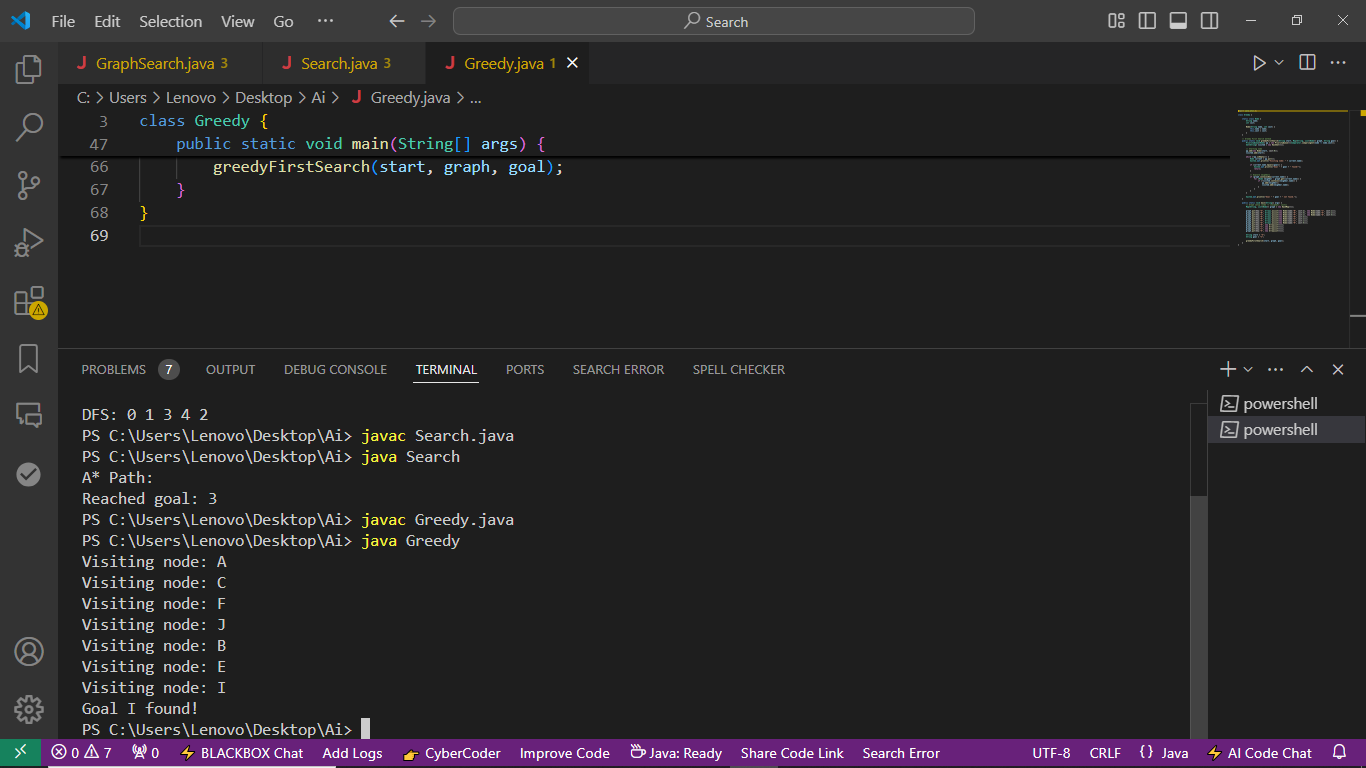 File Edit Selection View Go ··· Search
GraphSearch.java 3 Search.java 3 Greedy.java 1
C: > Users > Lenovo > Desktop > Ai > Greedy.java > ...
3 class Greedy {
47 public static void main(String[] args) {
66 greedyFirstSearch(start, graph, goal);
67 }
68 }
69
PROBLEMS 7 OUTPUT DEBUG CONSOLE TERMINAL PORTS SEARCH ERROR SPELL CHECKER
powershell
powershell
DFS: 0 1 3 4 2
PS C:\Users\Lenovo\Desktop\Ai> javac Search.java
PS C:\Users\Lenovo\Desktop\Ai> java Search
A* Path:
Reached goal: 3
PS C:\Users\Lenovo\Desktop\Ai> javac Greedy.java
PS C:\Users\Lenovo\Desktop\Ai> java Greedy
Visiting node: A
Visiting node: C
Visiting node: F
Visiting node: J
Visiting node: B
Visiting node: E
Visiting node: I
Goal I found!
PS C:\Users\Lenovo\Desktop\Ai>
0 7 0 BLACKBOX Chat Add Logs CyberCoder Improve Code Java: Ready Share Code Link Search Error UTF-8 CRLF {} Java AI Code Chat